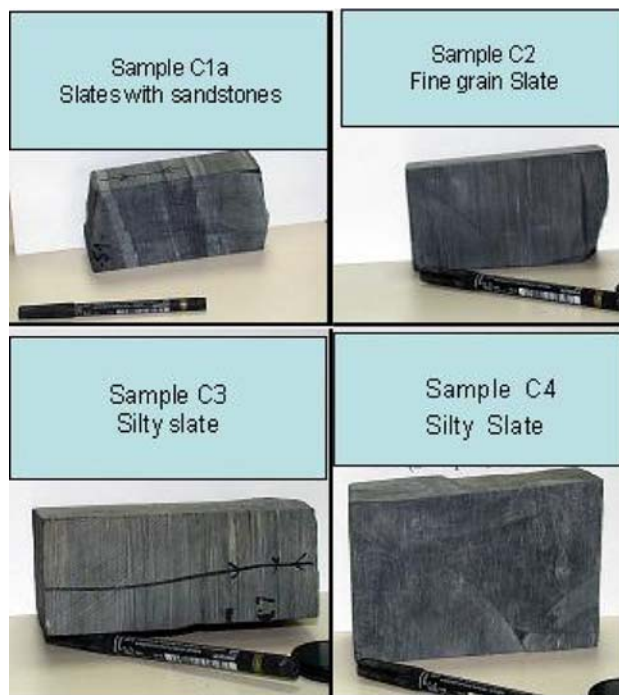 Sample C1a
Slates with sandstones
Sample C2
Fine grain Slate
Sample C3
Silty slate
Sample C4
Silty Slate